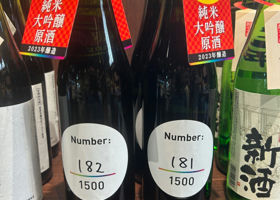 純米
大吟醸
原酒
2023年醸造
純米
大吟醸
原酒
2023年醸造
Number:
182
1500
Number:
181
1500
新酒